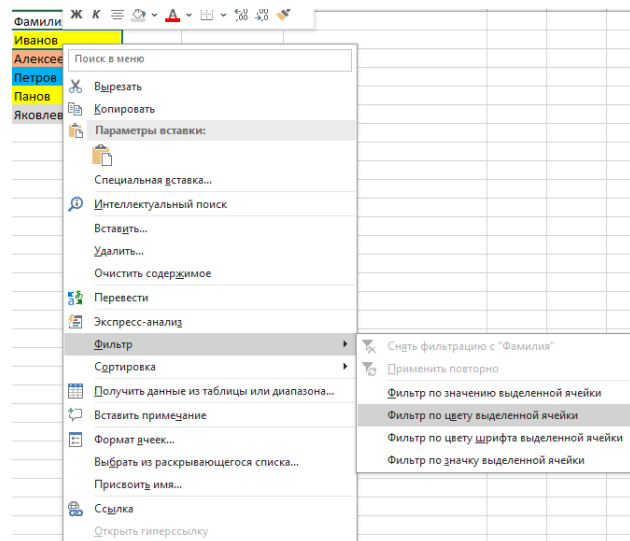 Ж К А ,00 ,0
Фамили
Иванов
Алексее
Петров
Панов
Яковлев
Поиск в меню
Вырезать
Копировать
Параметры вставки:
Специальная вставка...
Интеллектуальный поиск
Вставить...
Удалить...
Очистить содержимое
Перевести
Экспресс-анализ
Фильтр
Сортировка
Получить данные из таблицы или диапазона...
Вставить примечание
Формат ячеек...
Выбрать из раскрывающегося списка...
Присвоить имя...
Ссылка
Открыть гиперссылку
Снять фильтрацию с "Фамилия"
Применить повторно
Фильтр по значению выделенной ячейки
Фильтр по цвету выделенной ячейки
Фильтр по цвету шрифта выделенной ячейки
Фильтр по значку выделенной ячейки